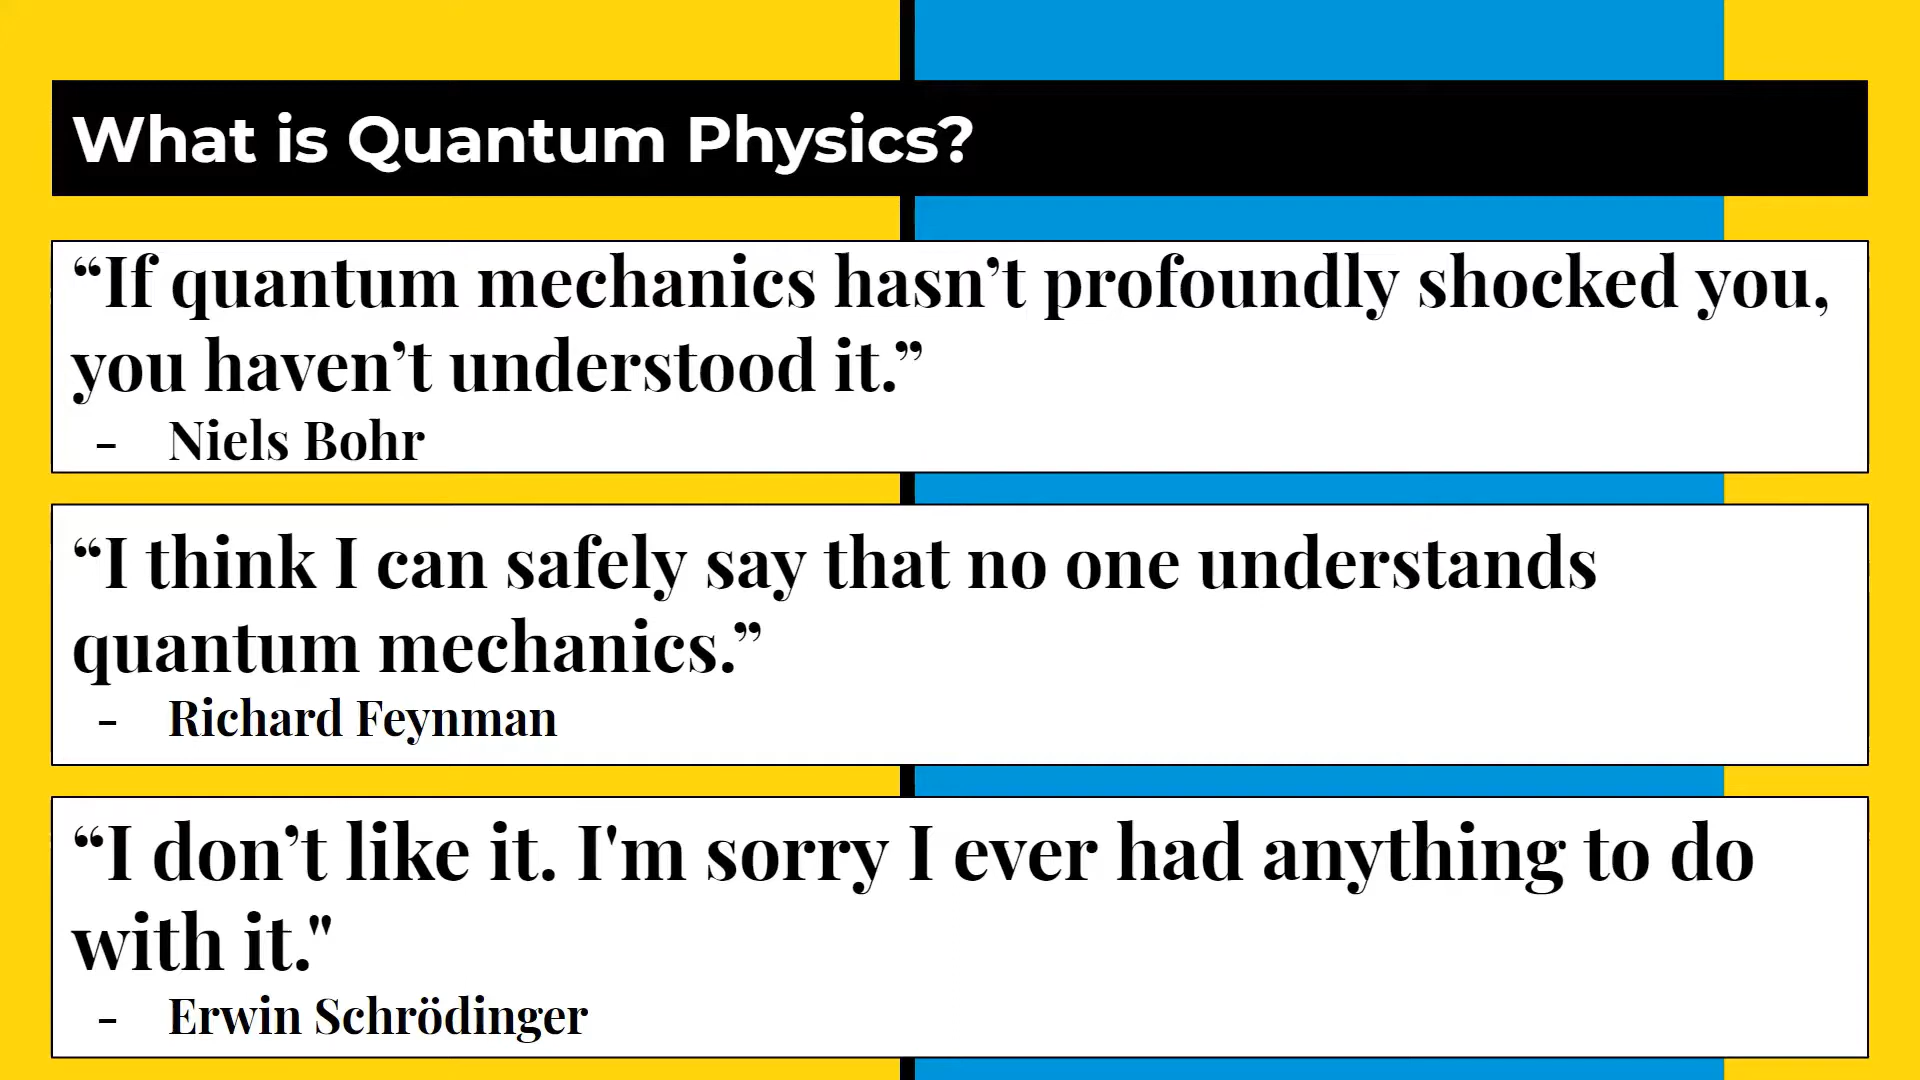 What is Quantum Physics?
“If quantum mechanics hasn’t profoundly shocked you,
you haven’t understood it.”
- Niels Bohr
“I think I can safely say that no one understands
quantum mechanics.”
- Richard Feynman
“I don’t like it. I'm sorry I ever had anything to do
with it."
- Erwin Schrödinger